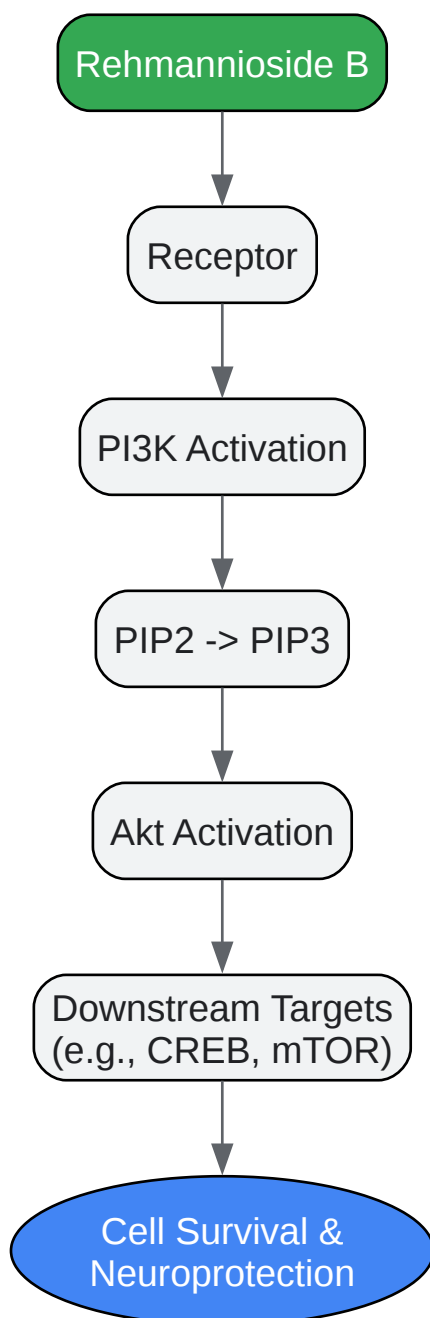 Rehmannioside B
Receptor
PI3K Activation
PIP2 -> PIP3
Akt Activation
Downstream Targets
(e.g., CREB, mTOR)
Cell Survival &
Neuroprotection